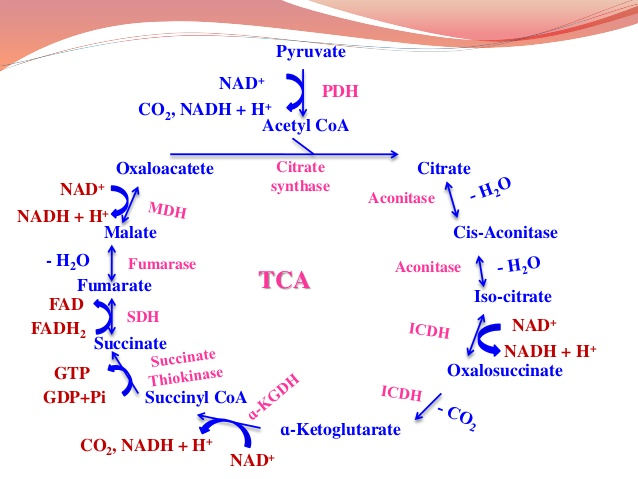 Pyruvate
NAD⁺
PDH
CO₂, NADH + H⁺
Acetyl CoA
Oxaloacatete
Citrate synthase
Citrate
NAD⁺
MDH
NADH + H⁺
Aconitase
- H₂O
Malate
Cis-Aconitase
- H₂O
Fumarase
TCA
Aconitase
- H₂O
Fumarate
Iso-citrate
FAD
SDH
FADH₂
ICDH
NAD⁺
NADH + H⁺
Succinate
Succinate
Thiokinase
Oxalosuccinate
GTP
GDP+Pi
Succinyl CoA
α-KGDH
ICDH
- CO₂
α-Ketoglutarate
CO₂, NADH + H⁺
NAD⁺